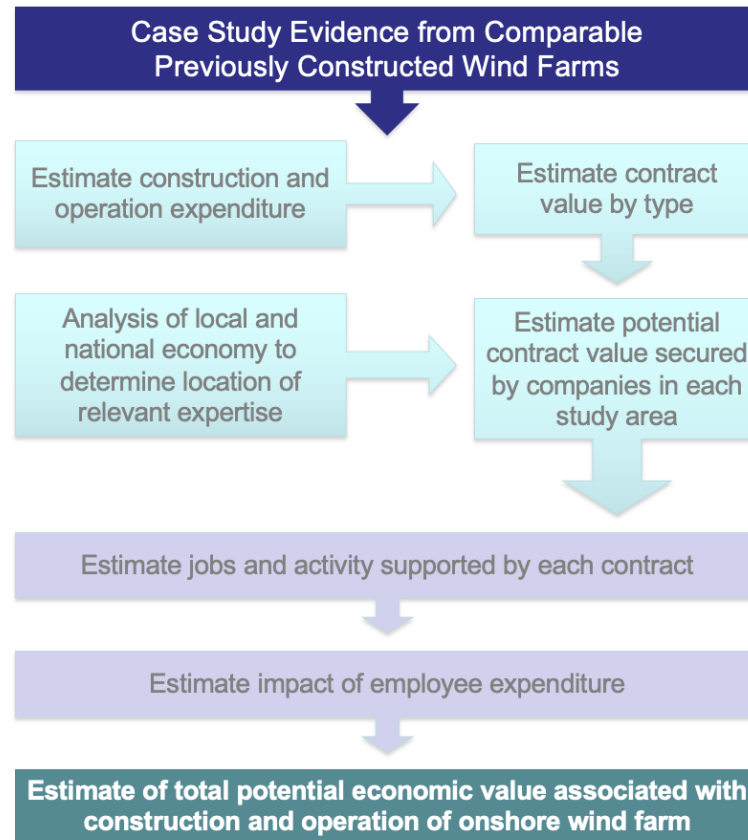 Case Study Evidence from Comparable
Previously Constructed Wind Farms
Estimate construction and
operation expenditure
Estimate contract
value by type
Analysis of local and
national economy to
determine location of
relevant expertise
Estimate potential
contract value secured
by companies in each
study area
Estimate jobs and activity supported by each contract
Estimate impact of employee expenditure
Estimate of total potential economic value associated with
construction and operation of onshore wind farm